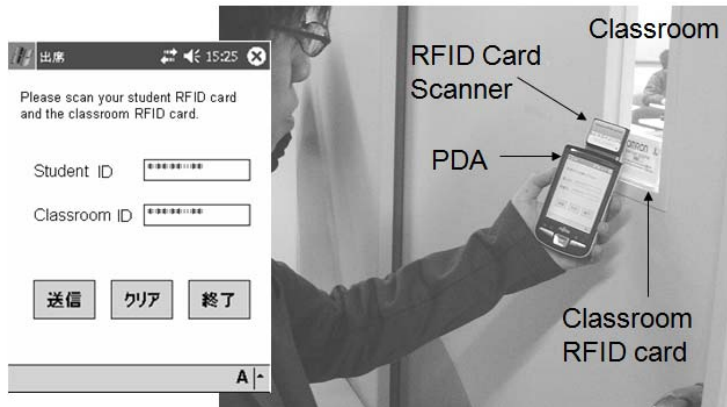 出席 15:25
Please scan your student RFID card
and the classroom RFID card.
Student ID
Classroom ID
送信 クリア 終了
A
Classroom
RFID Card
Scanner
PDA
Classroom
RFID card